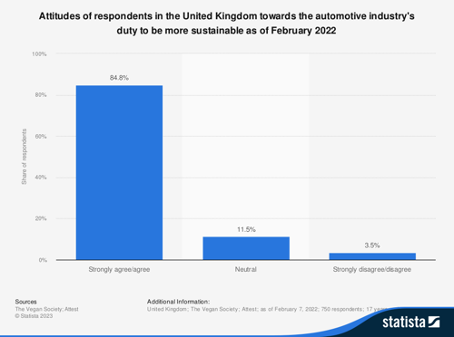 Attitudes of respondents in the United Kingdom towards the automotive industry's
duty to be more sustainable as of February 2022
100%
80%
60%
40%
20%
0%
Share of respondents
84.8%
11.5%
3.5%
Strongly agree/agree
Neutral
Strongly disagree/disagree
Sources
The Vegan Society; Attest
© Statista 2023
Additional Information:
United Kingdom; The Vegan Society; Attest; as of February 7, 2022; 750 respondents; 17
statista